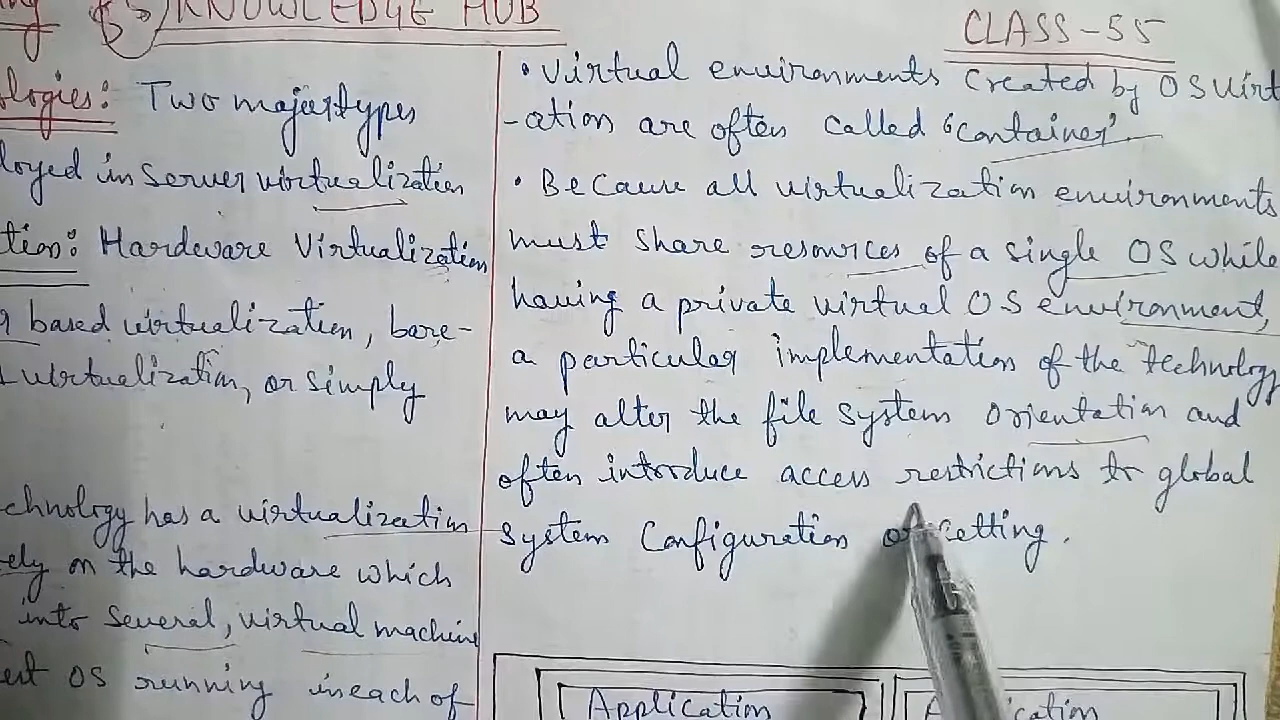 KNOWLEDGE HUB
CLASS-55
ologies: Two major types
loyed in Server virtualization
tion: Hardware Virtualization
based virtualization, bare-
virtualization, or simply
chnology has a virtualization
ely on the hardware which
into several, virtual machine
ent OS running in each of
• Virtual environments created by OS virt
-ation are often called 'container'
• Because all virtualization environments
must share resources of a single OS while
having a private virtual OS environment,
a particular implementation of the technology
may alter the file system orientation and
often introduce access restrictions to global
system Configuration or setting.
Application